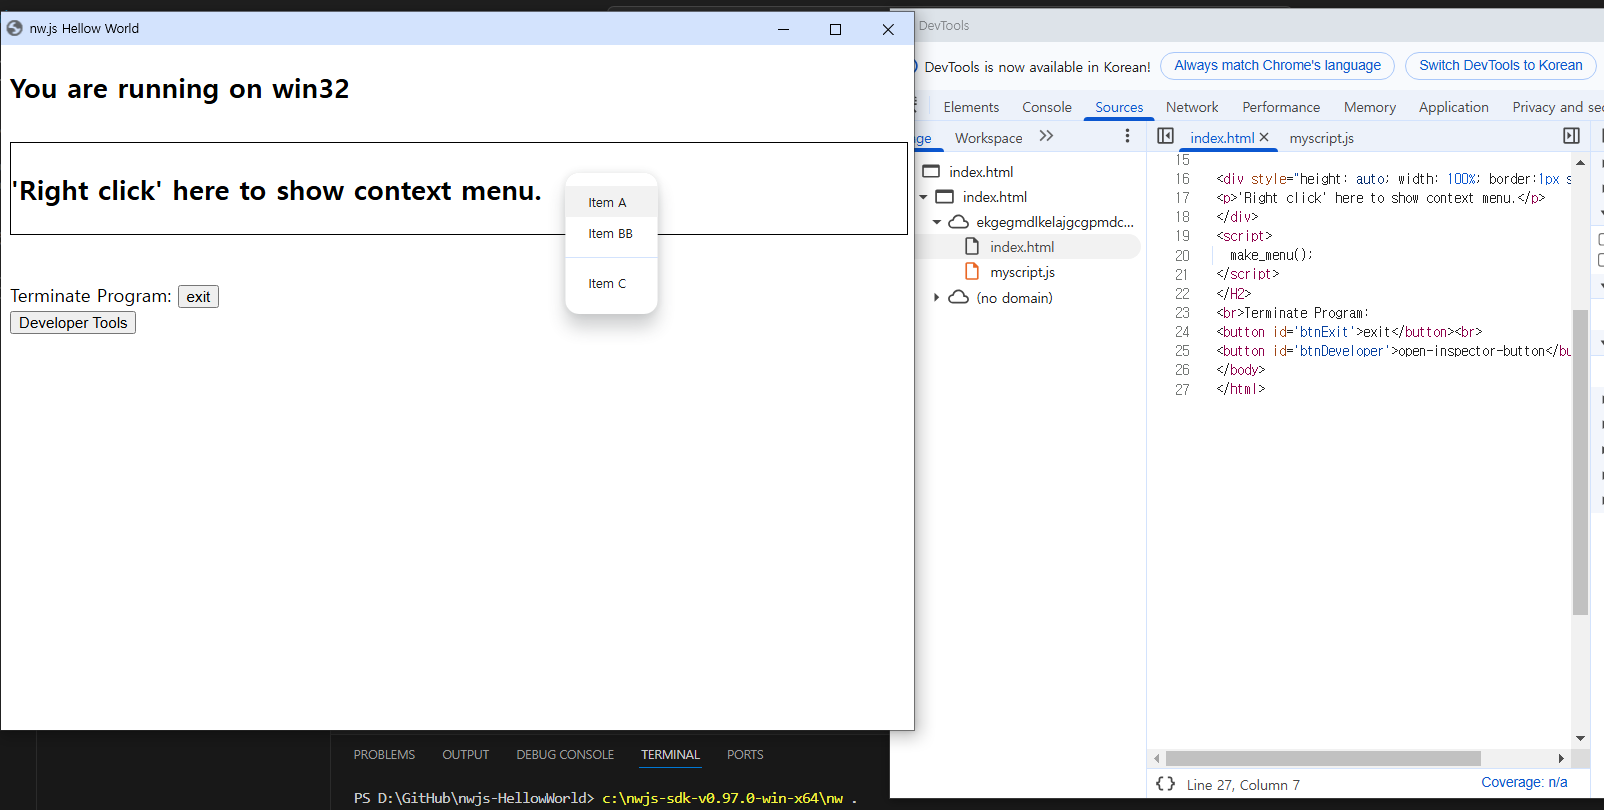 nw.js Hellow World
You are running on win32
'Right click' here to show context menu.
Item A
Item BB
Item C
Terminate Program: exit
Developer Tools
DevTools
DevTools is now available in Korean! Always match Chrome's language Switch DevTools to Korean
Elements Console Sources Network Performance Memory Application Privacy and sec
ge Workspace
index.html
index.html
ekgegmdlkelajgcgpmdc...
index.html
myscript.js
(no domain)
index.html myscript.js
15
16 <div style="height: auto; width: 100%; border:1px s
17 <p>'Right click' here to show context menu.</p>
18 </div>
19 <script>
20 make_menu();
21 </script>
22 </H2>
23 <br>Terminate Program:
24 <button id='btnExit'>exit</button><br>
25 <button id='btnDeveloper'>open-inspector-button</bu
26 </body>
27 </html>
{} Line 27, Column 7 Coverage: n/a
PROBLEMS OUTPUT DEBUG CONSOLE TERMINAL PORTS
PS D:\GitHub\nwjs-HellowWorld> c:\nwjs-sdk-v0.97.0-win-x64\nw .